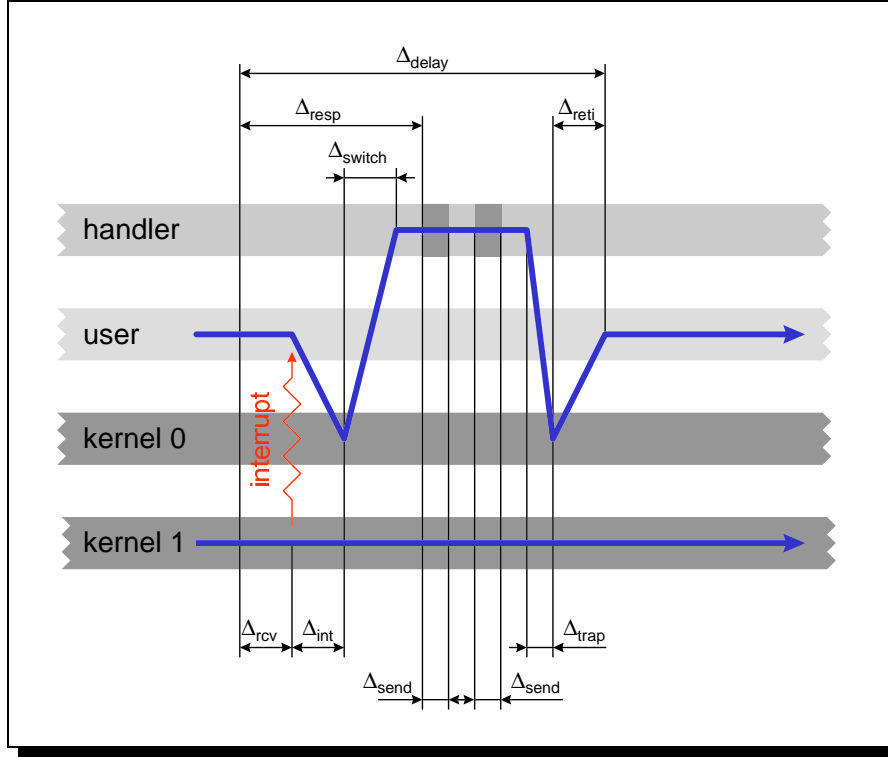 Δdelay
Δresp
Δreti
Δswitch
handler
user
interrupt
kernel 0
kernel 1
Δrcv
Δint
Δtrap
Δsend
Δsend